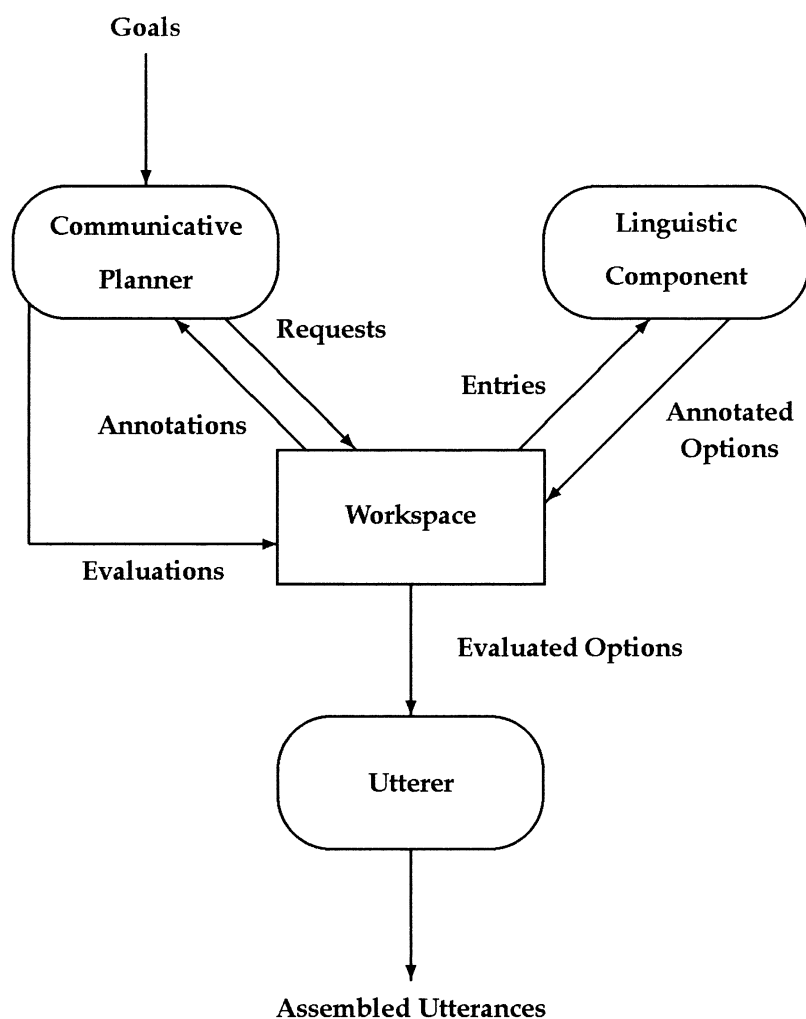 Goals
Communicative
Planner
Linguistic
Component
Requests
Entries
Annotations
Annotated
Options
Workspace
Evaluations
Evaluated Options
Utterer
Assembled Utterances